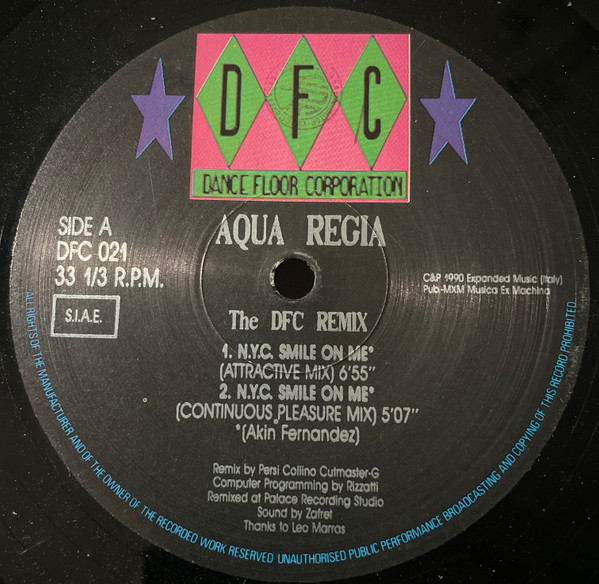 D F C
DANCE FLOOR CORPORATION
AQUA REGIA
SIDE A
DFC 021
33 1/3 R.P.M.
S.I.A.E.
C&P 1990 Expanded Music (Italy)
Pub.-MXM Musica Ex Machina
The DFC REMIX
1. N.Y.C. SMILE ON ME*
(ATTRACTIVE MIX) 6'55"
2. N.Y.C. SMILE ON ME*
(CONTINUOUS PLEASURE MIX) 5'07"
*(Akin Fernandez)
Remix by Persi Collino Cutmaster-G
Computer Programming by Rizzatti
Remixed at Palace Recording Studio
Sound by Zafret
Thanks to Leo Marras
ALL RIGHTS OF THE MANUFACTURER AND OF THE OWNER OF THE RECORDED WORK RESERVED UNAUTHORISED PUBLIC PERFORMANCE BROADCASTING AND COPYING OF THIS RECORD PROHIBITED